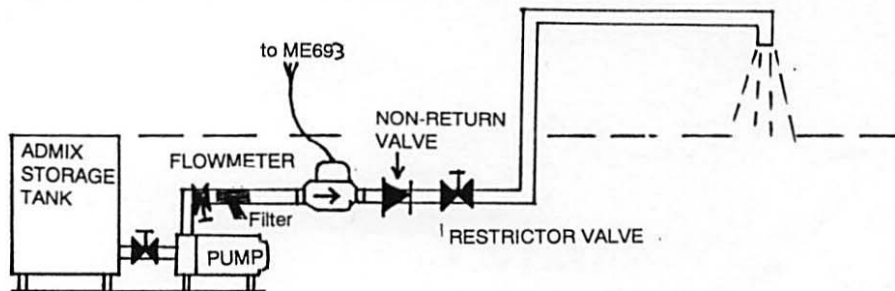 to ME693
NON-RETURN
VALVE
ADMIX
STORAGE
TANK
FLOWMETER
Filter
RESTRICTOR VALVE
PUMP